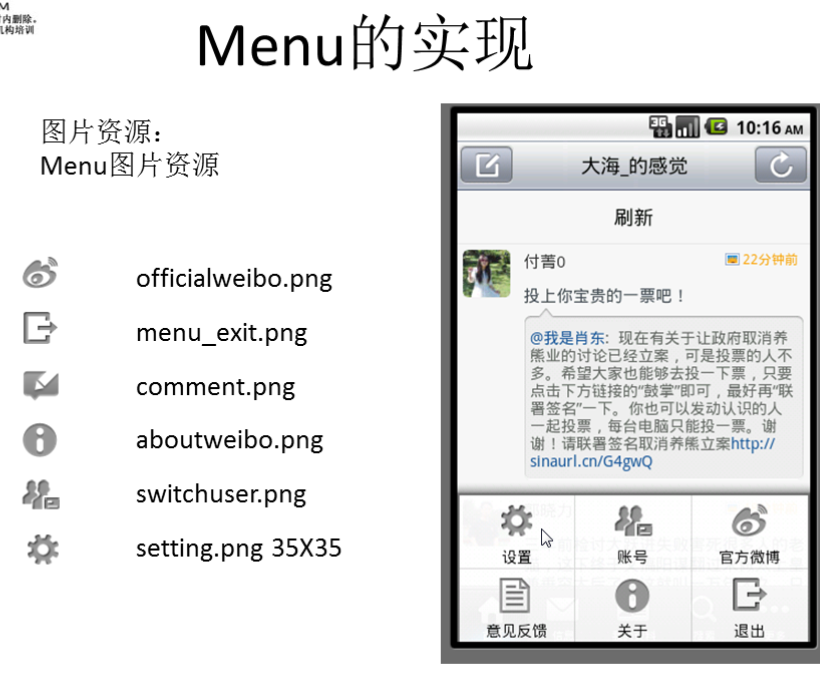 M
内删除。
机构培训
Menu的实现
图片资源：
Menu图片资源
officialweibo.png
menu_exit.png
comment.png
aboutweibo.png
switchuser.png
setting.png 35X35
3G
10:16 AM
大海_的感觉
刷新
付菁0
22分钟前
投上你宝贵的一票吧！
@我是肖东: 现在有关于让政府取消养
熊业的讨论已经立案，可是投票的人不
多。希望大家也能够去投一下票，只要
点击下方链接的“鼓掌”即可，最好再“联
署签名”一下。你也可以发动认识的人
一起投票，每台电脑只能投一票。谢
谢！请联署签名取消养熊立案http://
sinaurl.cn/G4gwQ
设置
账号
官方微博
意见反馈
关于
退出